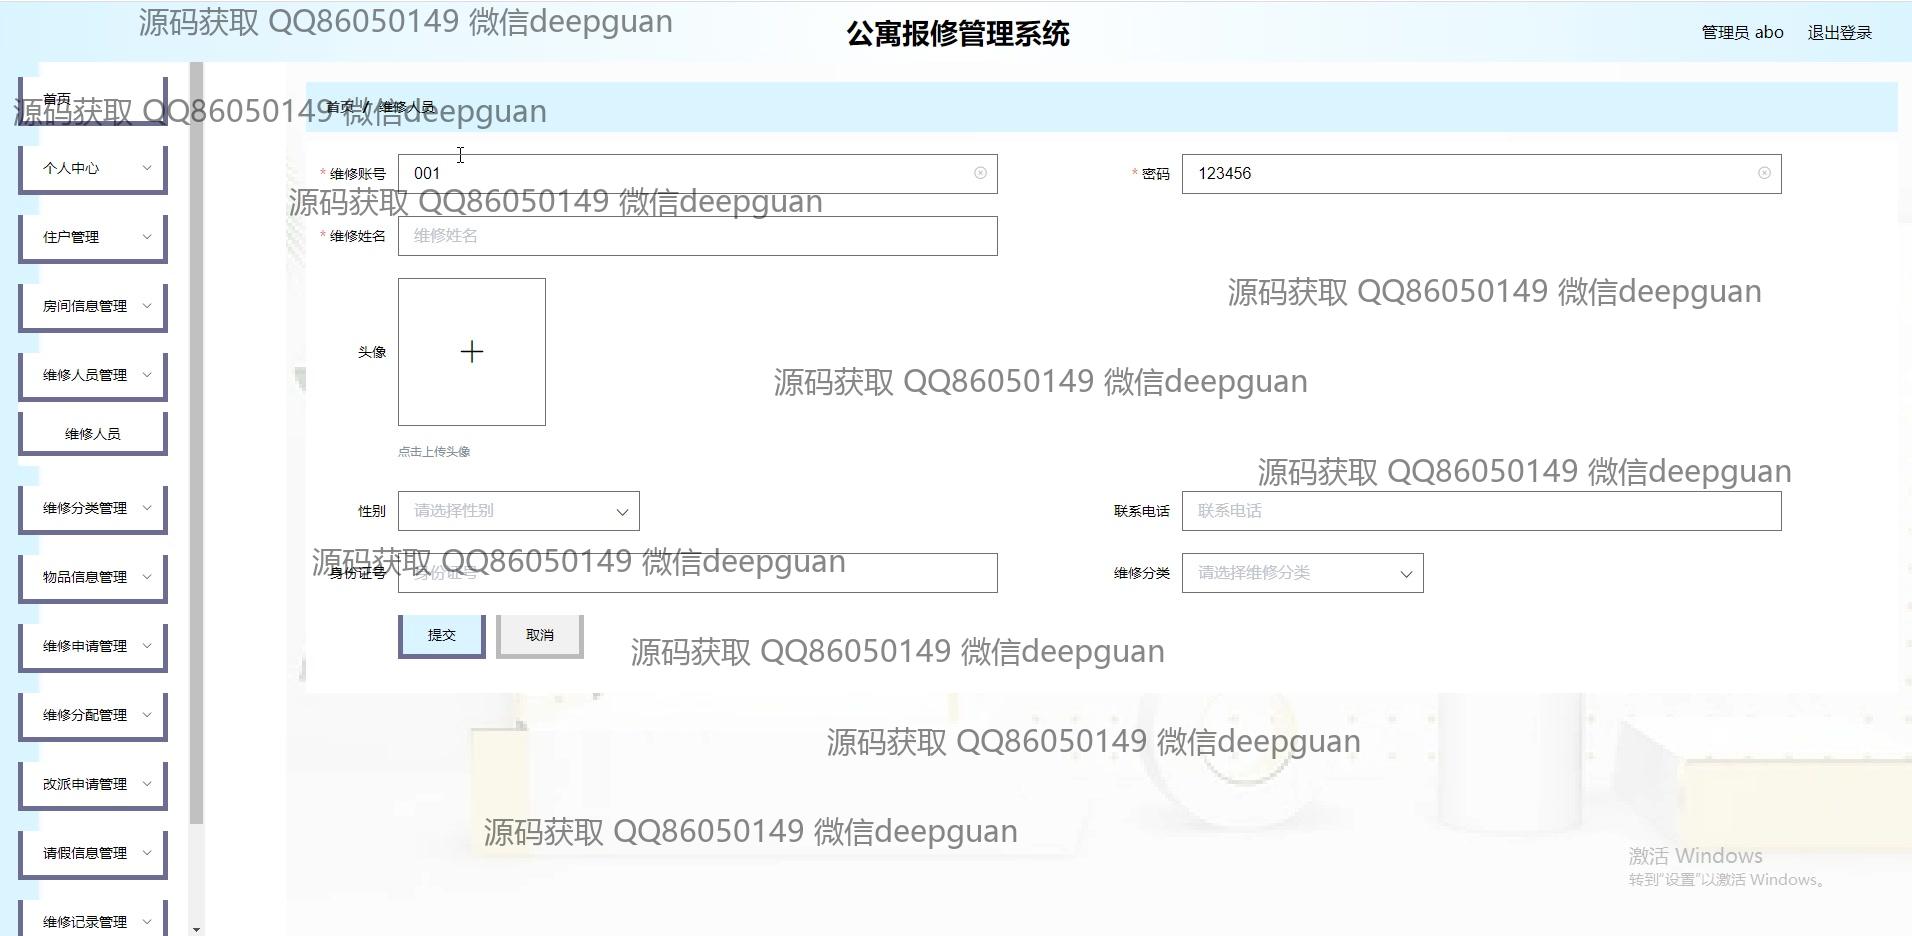 源码获取 QQ86050149 微信deepguan
公寓报修管理系统
管理员 abo
退出登录
首页
源码获取 QQ86050149 微信deepguan
首页 / 维修人员
个人中心
* 维修账号
001
* 密码
123456
源码获取 QQ86050149 微信deepguan
住户管理
* 维修姓名
维修姓名
源码获取 QQ86050149 微信deepguan
房间信息管理
头像
源码获取 QQ86050149 微信deepguan
维修人员管理
维修人员
点击上传头像
源码获取 QQ86050149 微信deepguan
维修分类管理
性别
请选择性别
联系电话
联系电话
源码获取 QQ86050149 微信deepguan
物品信息管理
身份证号
身份证号
维修分类
请选择维修分类
维修申请管理
提交
取消
源码获取 QQ86050149 微信deepguan
维修分配管理
源码获取 QQ86050149 微信deepguan
改派申请管理
源码获取 QQ86050149 微信deepguan
请假信息管理
激活 Windows
转到“设置”以激活 Windows。
维修记录管理